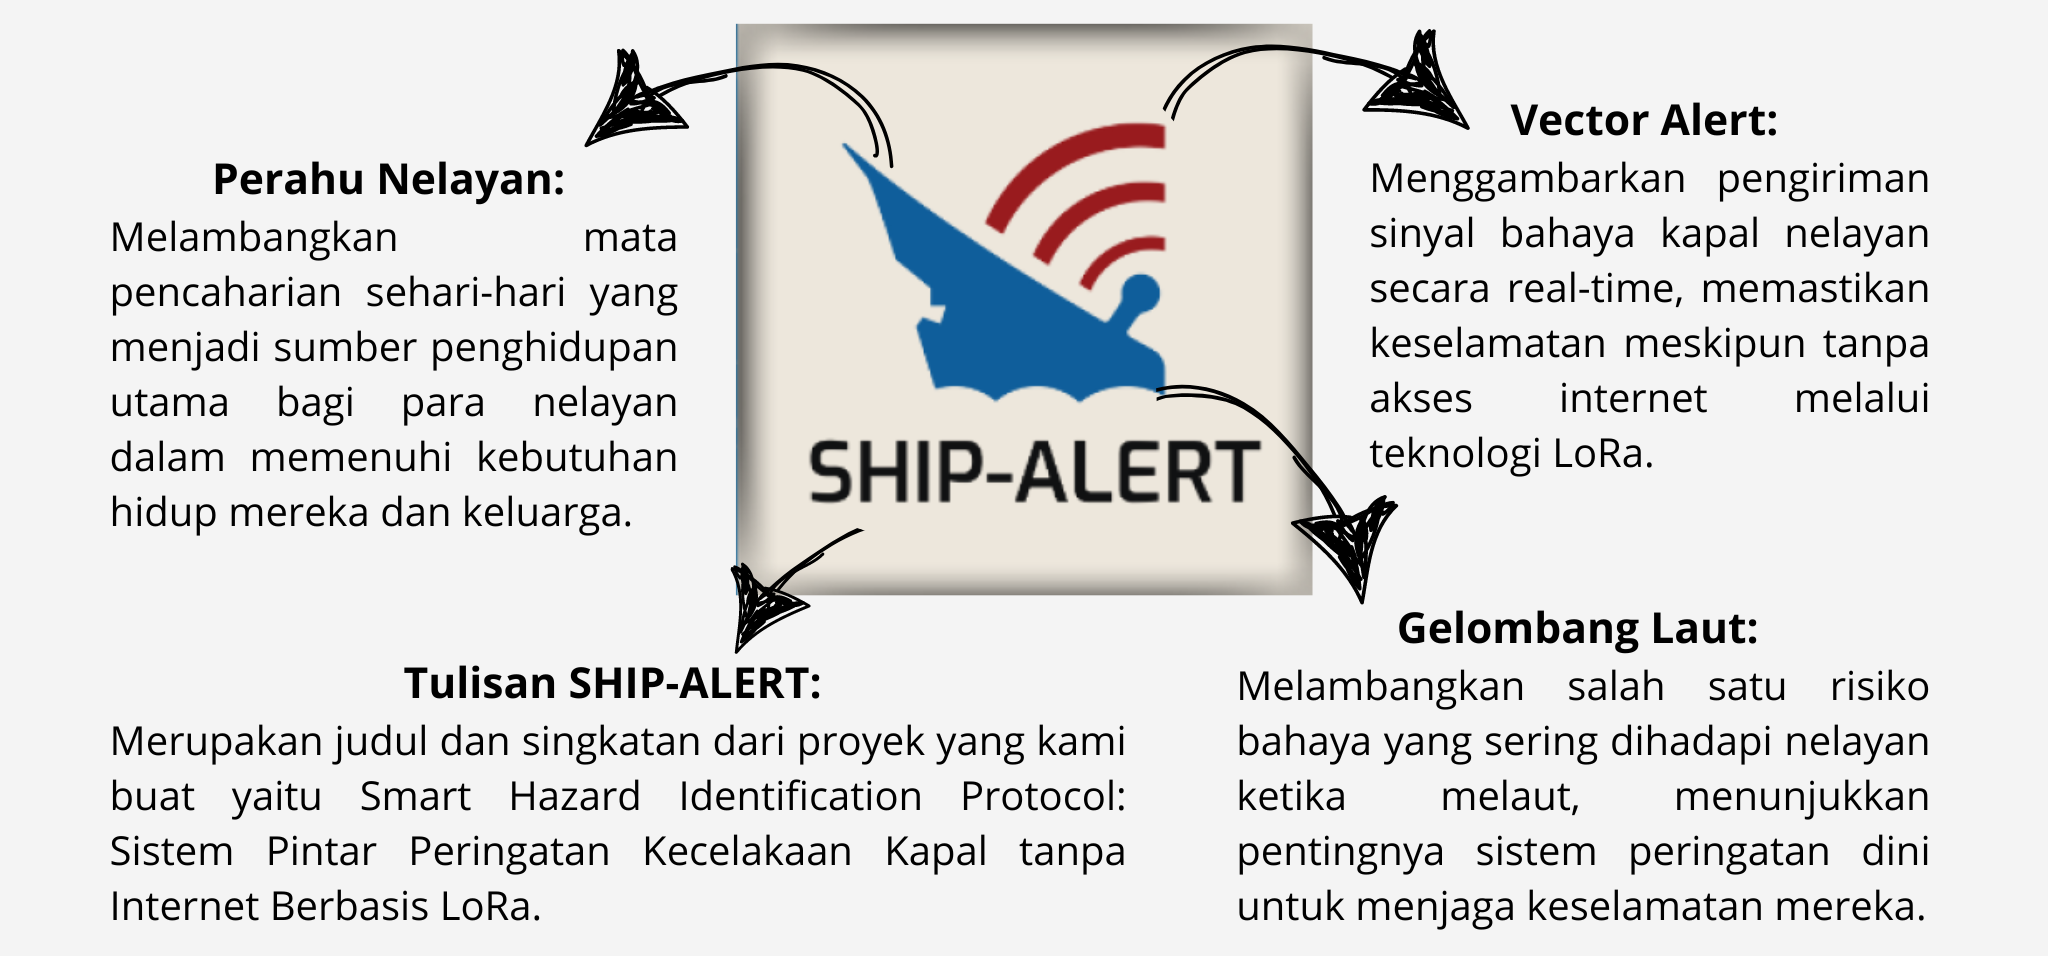 Perahu Nelayan:
Melambangkan mata
pencaharian sehari-hari yang
menjadi sumber penghidupan
utama bagi para nelayan
dalam memenuhi kebutuhan
hidup mereka dan keluarga.
SHIP-ALERT
Vector Alert:
Menggambarkan pengiriman
sinyal bahaya kapal nelayan
secara real-time, memastikan
keselamatan meskipun tanpa
akses internet melalui
teknologi LoRa.
Tulisan SHIP-ALERT:
Merupakan judul dan singkatan dari proyek yang kami
buat yaitu Smart Hazard Identification Protocol:
Sistem Pintar Peringatan Kecelakaan Kapal tanpa
Internet Berbasis LoRa.
Gelombang Laut:
Melambangkan salah satu risiko
bahaya yang sering dihadapi nelayan
ketika melaut, menunjukkan
pentingnya sistem peringatan dini
untuk menjaga keselamatan mereka.